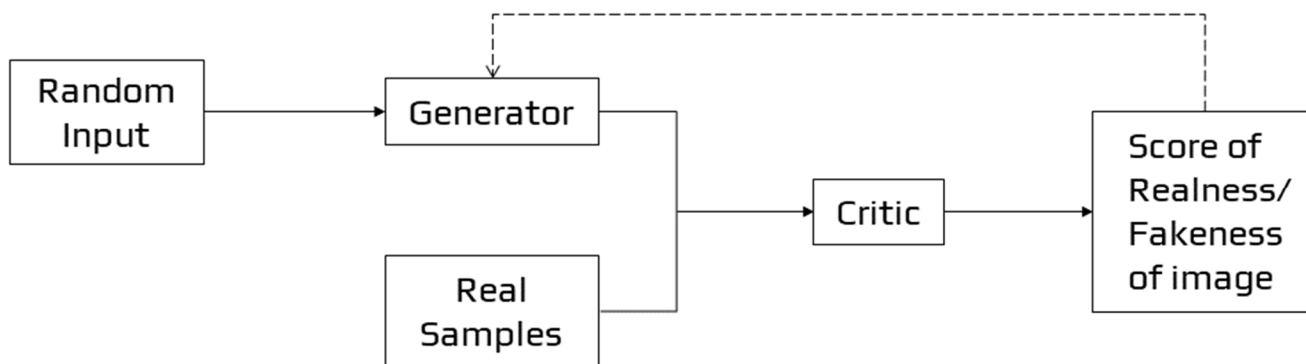 Random
Input
Generator
Real
Samples
Critic
Score of
Realness/
Fakeness
of image